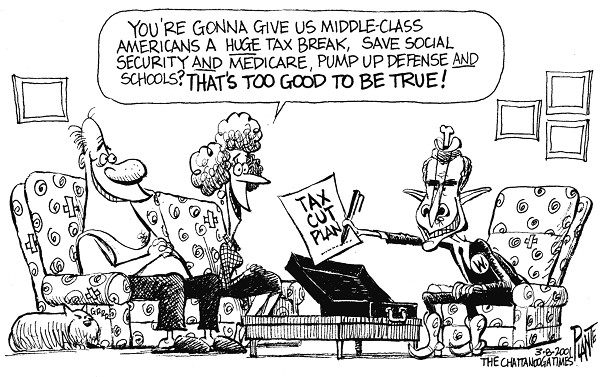 YOU'RE GONNA GIVE US MIDDLE-CLASS
AMERICANS A HUGE TAX BREAK, SAVE SOCIAL
SECURITY AND MEDICARE, PUMP UP DEFENSE AND
SCHOOLS? THAT'S TOO GOOD TO BE TRUE!
TAX
CUT
PLAN
W
GRRR
3-8-2001
THE CHATTANOOGA TIMES
PLANTE